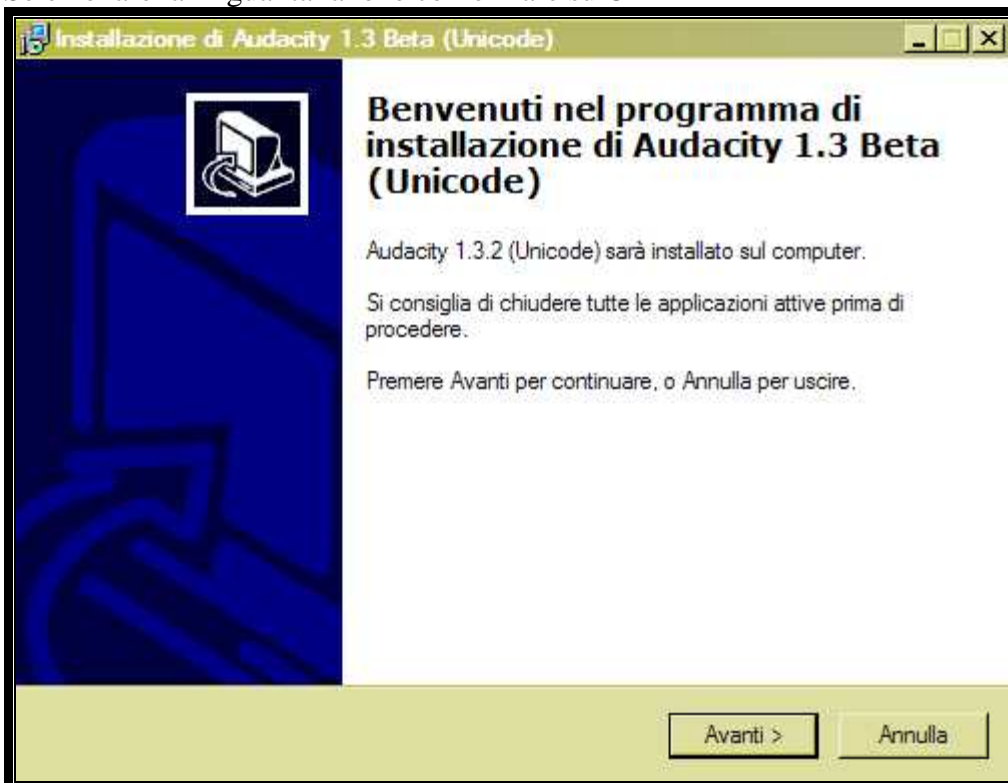 Installazione di Audacity 1.3 Beta (Unicode)
Benvenuti nel programma di
installazione di Audacity 1.3 Beta
(Unicode)
Audacity 1.3.2 (Unicode) sarà installato sul computer.
Si consiglia di chiudere tutte le applicazioni attive prima di
procedere.
Premere Avanti per continuare, o Annulla per uscire.
Avanti > Annulla